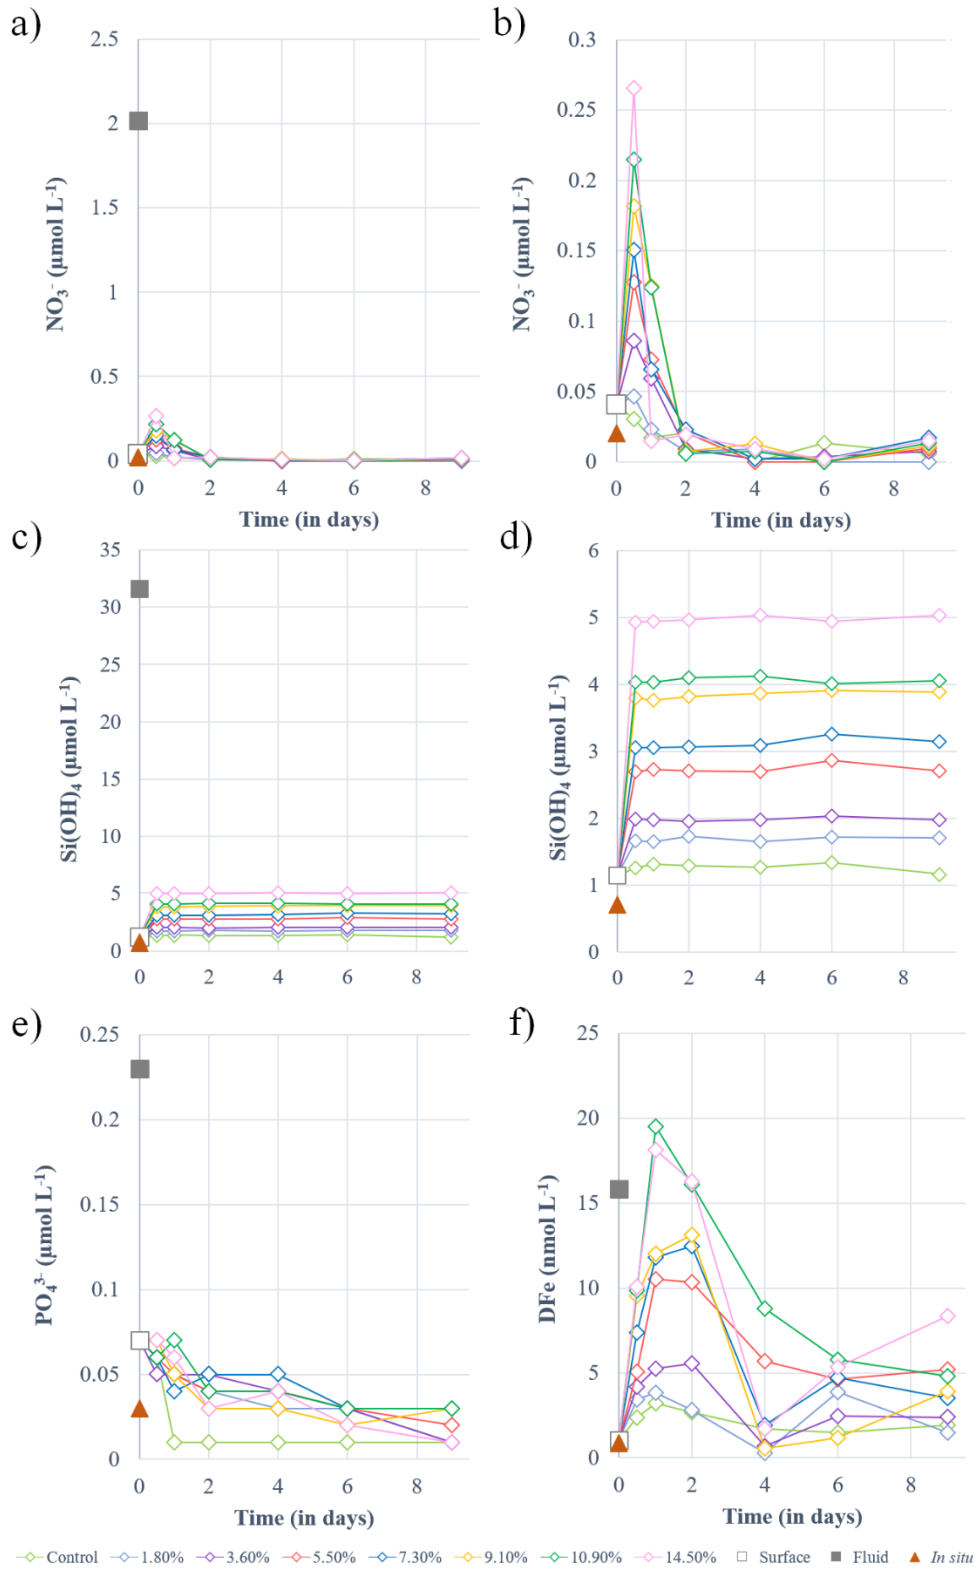 a)
2.5
2
1.5
1
0.5
0
NO₃⁻ (µmol L⁻¹)
0 2 4 6 8
Time (in days)
b)
0.3
0.25
0.2
0.15
0.1
0.05
0
NO₃⁻ (µmol L⁻¹)
0 2 4 6 8
Time (in days)
c)
35
30
25
20
15
10
5
0
Si(OH)₄ (µmol L⁻¹)
0 2 4 6 8
d)
6
5
4
3
2
1
0
Si(OH)₄ (µmol L⁻¹)
0 2 4 6 8
e)
0.25
0.2
0.15
0.1
0.05
0
PO₄³⁻ (µmol L⁻¹)
0 2 4 6 8
Time (in days)
f)
25
20
15
10
5
0
DFe (nmol L⁻¹)
0 2 4 6 8
Time (in days)
Control 1.80% 3.60% 5.50% 7.30% 9.10% 10.90% 14.50% Surface Fluid In situ